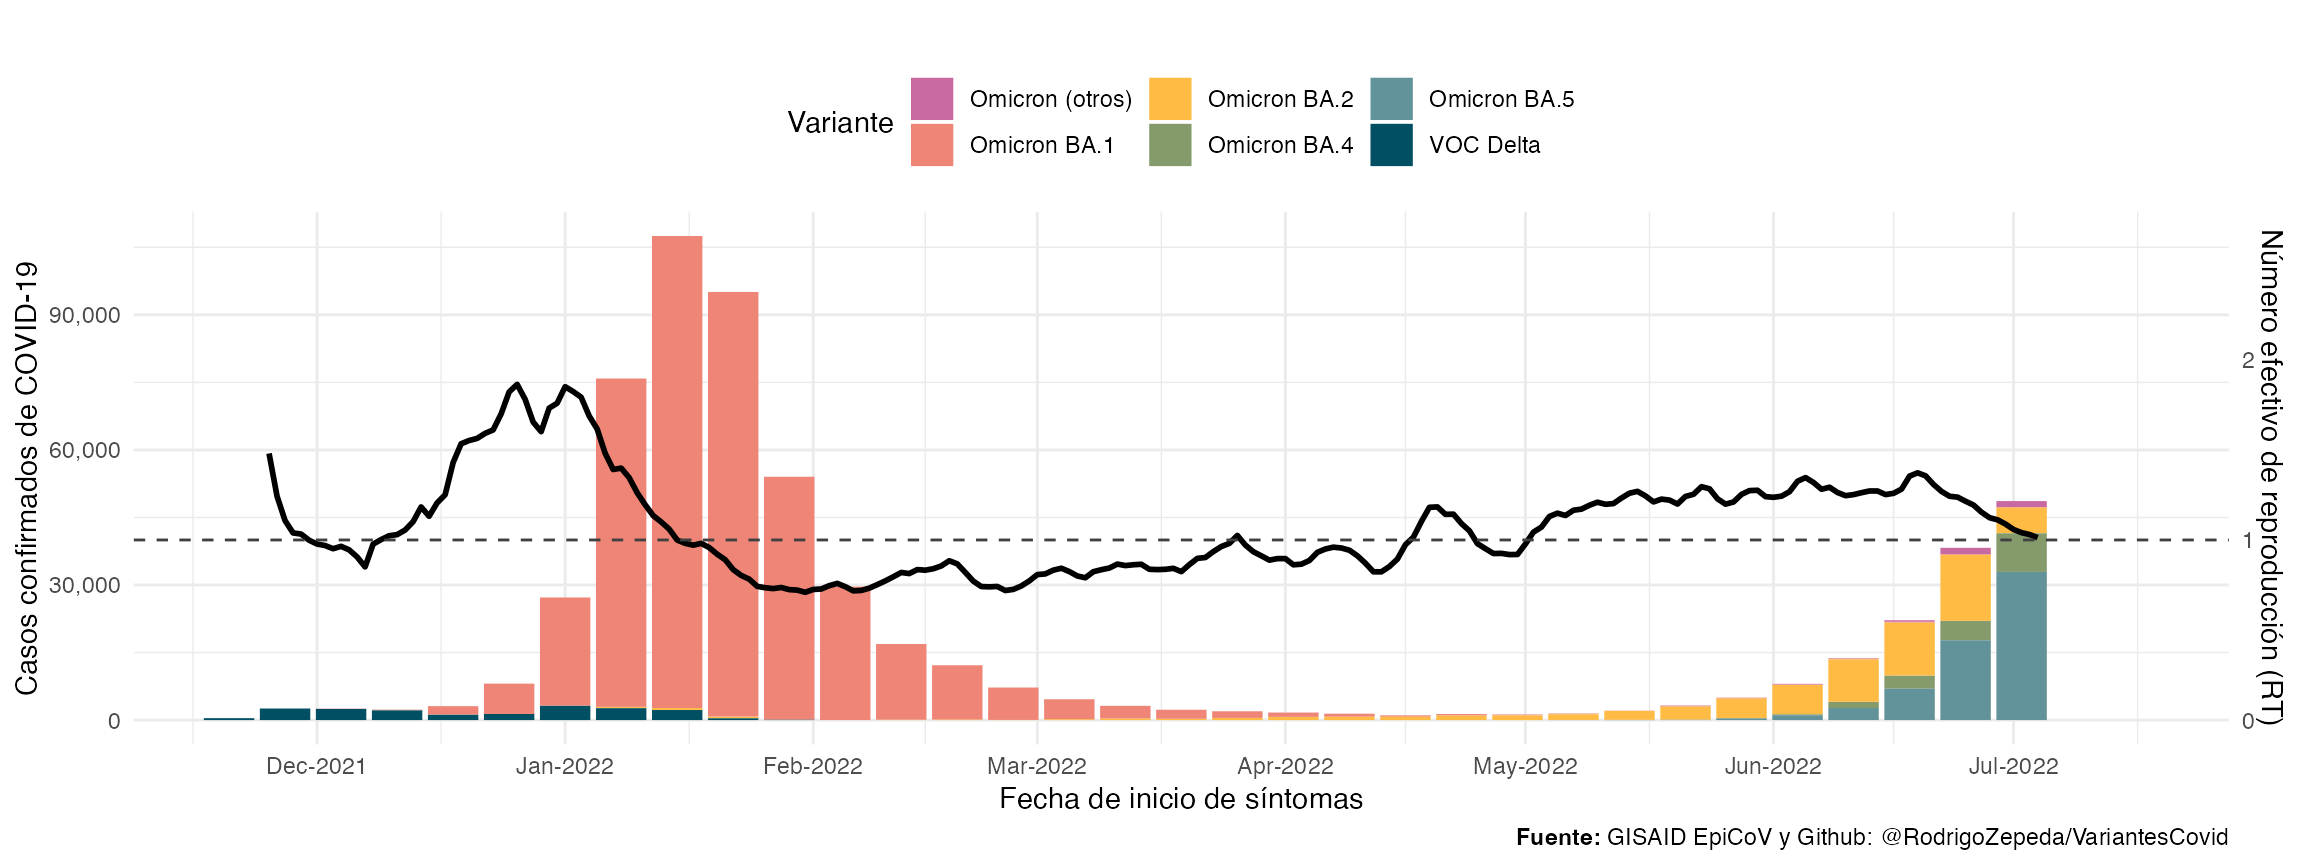 Variante
Omicron (otros)
Omicron BA.2
Omicron BA.5
Omicron BA.1
Omicron BA.4
VOC Delta
Casos confirmados de COVID-19
90,000
60,000
30,000
0
2
1
0
Número efectivo de reproducción (RT)
Dec-2021
Jan-2022
Feb-2022
Mar-2022
Apr-2022
May-2022
Jun-2022
Jul-2022
Fecha de inicio de síntomas
Fuente: GISAID EpiCoV y Github: @RodrigoZepeda/VariantesCovid